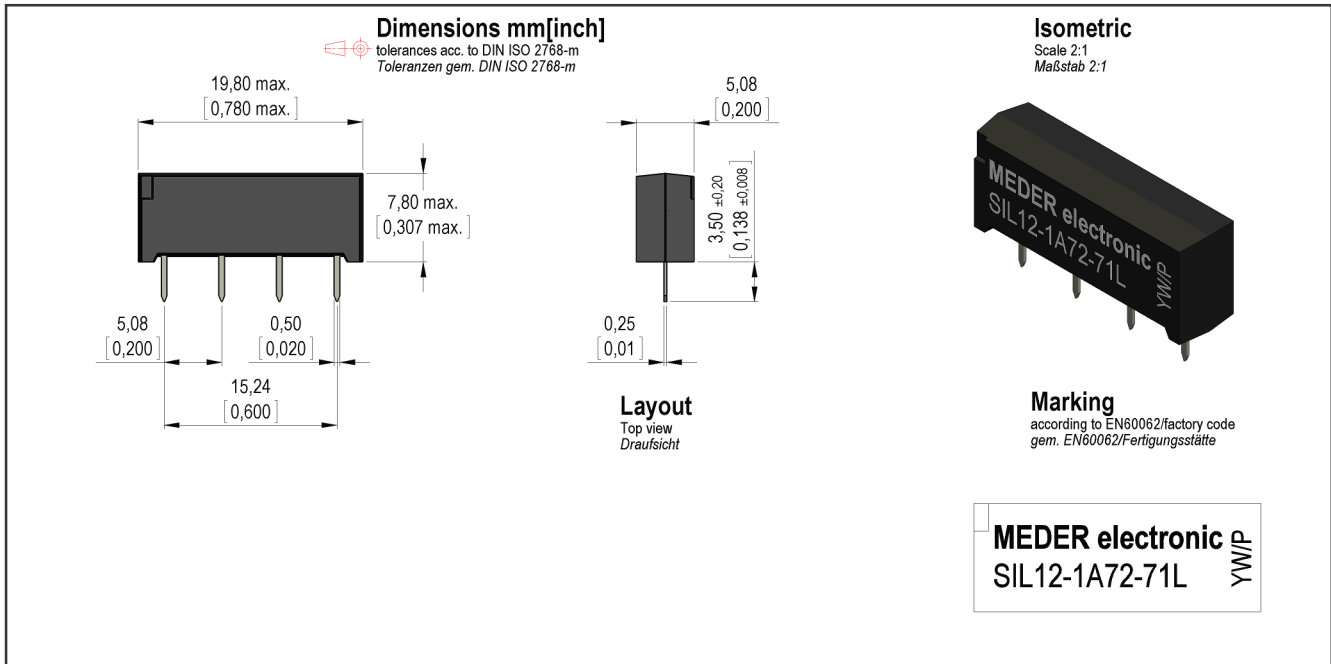 Dimensions mm[inch]
tolerances acc. to DIN ISO 2768-m
Toleranzen gem. DIN ISO 2768-m
19,80 max.
[0,780 max.]
7,80 max.
[0,307 max.]
5,08
[0,200]
0,50
[0,020]
15,24
[0,600]
5,08
[0,200]
3,50 ±0,20
[0,138 ±0,008]
0,25
[0,01]
Layout
Top view
Draufsicht
Isometric
Scale 2:1
Maßstab 2:1
MEDER electronic
SIL12-1A72-71L
YW/P
Marking
according to EN60062/factory code
gem. EN60062/Fertigungsstätte
MEDER electronic
SIL12-1A72-71L
YW/P